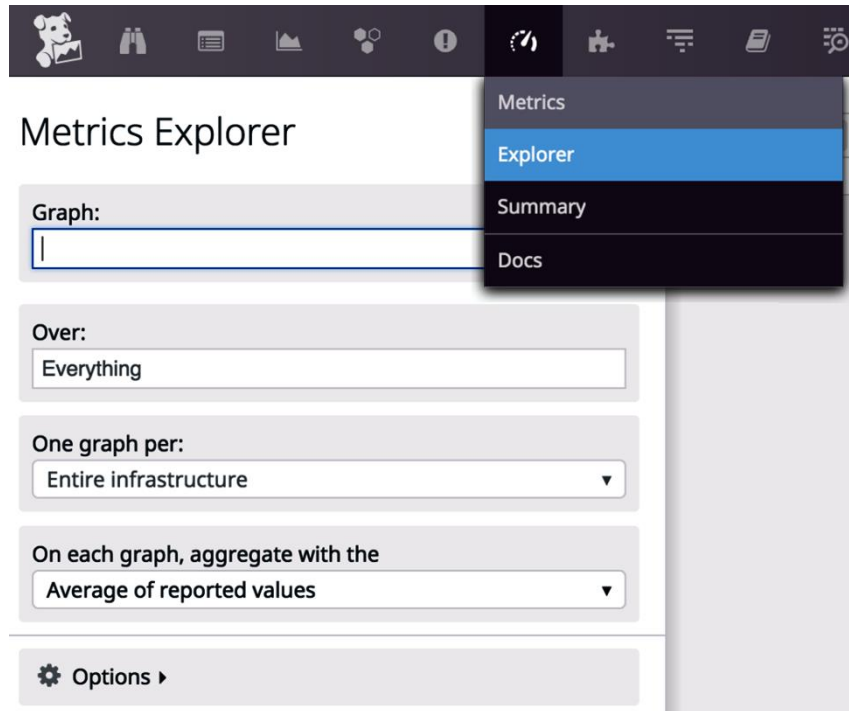 Metrics
Explorer
Summary
Docs
Metrics Explorer
Graph:
Over:
Everything
One graph per:
Entire infrastructure
On each graph, aggregate with the
Average of reported values
Options